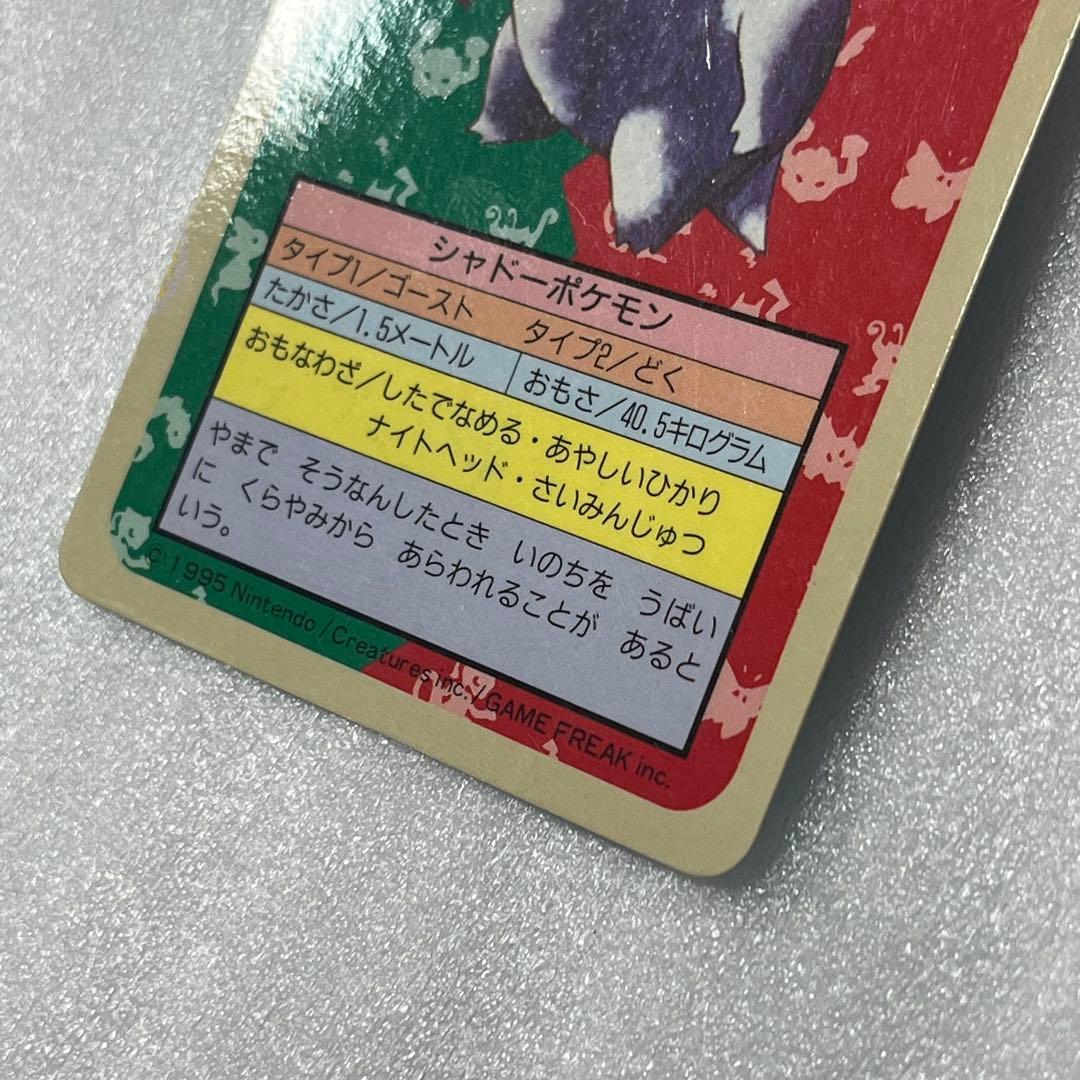 シャドーポケモン
タイプ1/ゴースト タイプ2/どく
たかさ/1.5メートル おもさ/40.5キログラム
おもなわざ/したでなめる・あやしいひかり
ナイトヘッド・さいみんじゅつ
やまで そうなんしたとき いのちを うばい
に くらやみから あらわれることが あると
いう。
© 1995 Nintendo/Creatures inc./GAME FREAK inc.